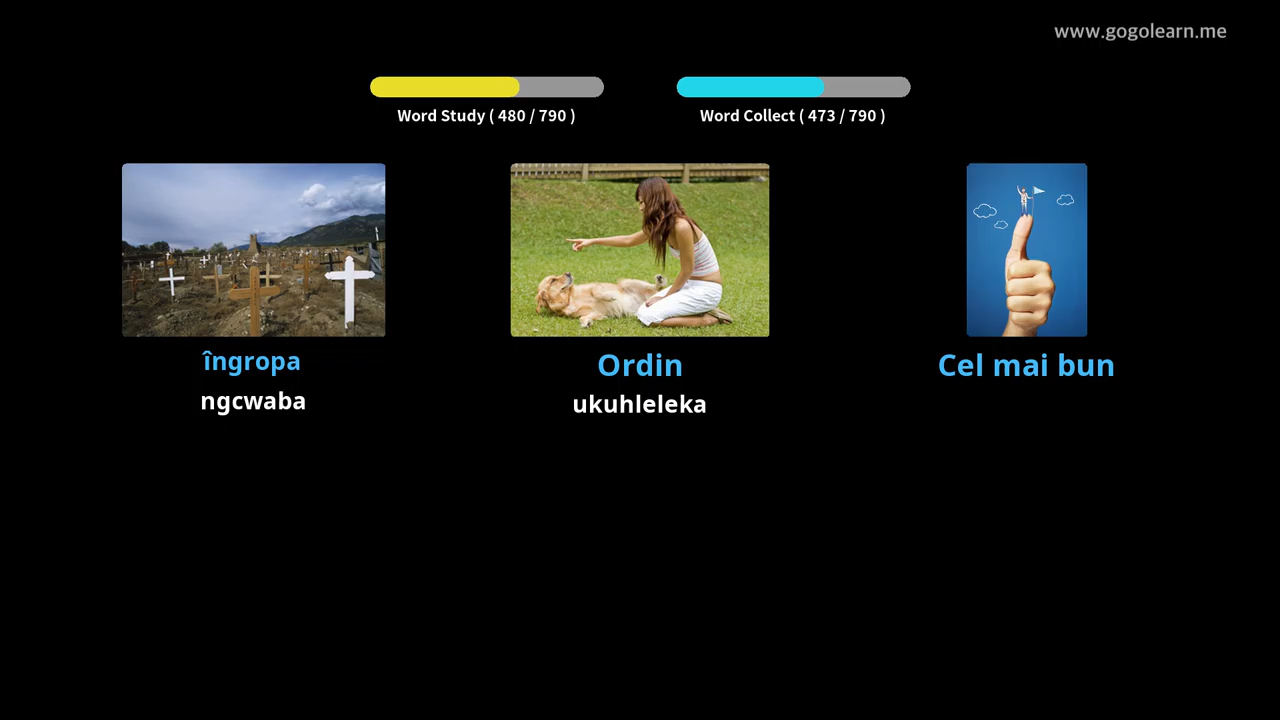 www.gogolearn.me
Word Study ( 480 / 790 )
Word Collect ( 473 / 790 )
îngropa
ngcwaba
Ordin
ukuhleleka
Cel mai bun